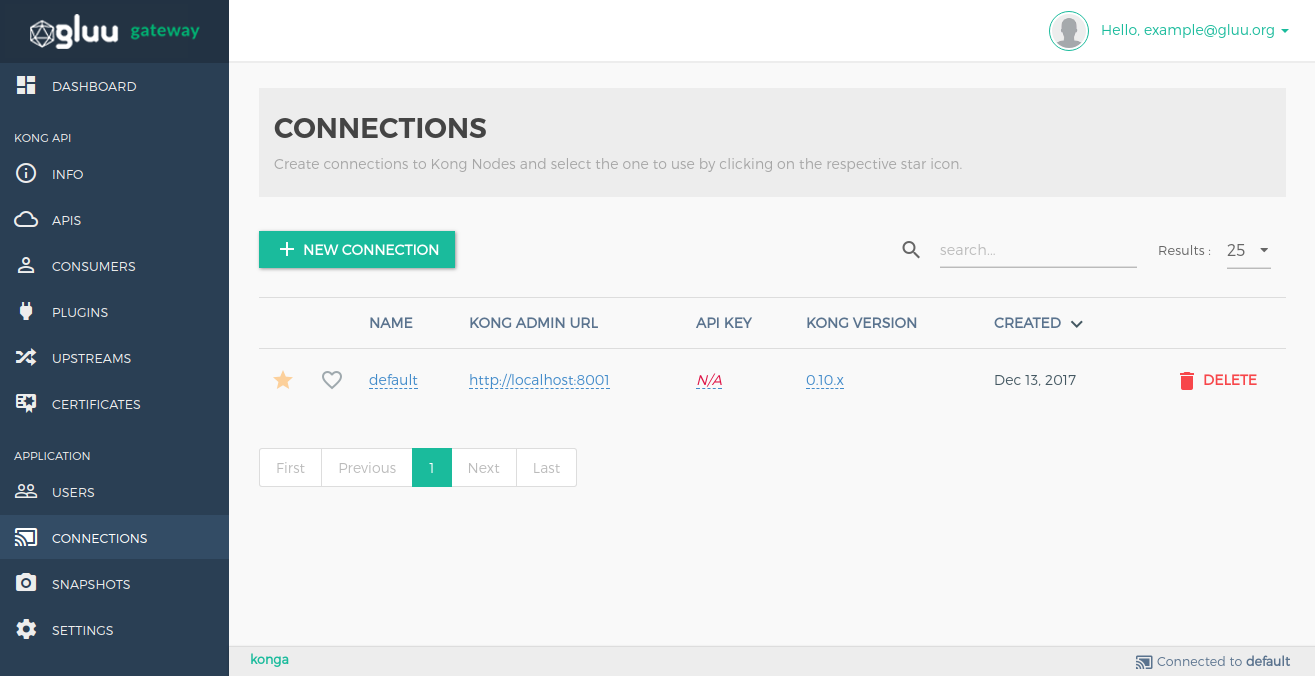 gluu gateway
Hello, example@gluu.org
DASHBOARD
KONG API
INFO
APIS
CONSUMERS
PLUGINS
UPSTREAMS
CERTIFICATES
APPLICATION
USERS
CONNECTIONS
SNAPSHOTS
SETTINGS
CONNECTIONS
Create connections to Kong Nodes and select the one to use by clicking on the respective star icon.
NEW CONNECTION
search...
Results : 25
NAME KONG ADMIN URL API KEY KONG VERSION CREATED
default http://localhost:8001 N/A 0.10.x Dec 13, 2017 DELETE
First Previous 1 Next Last
konga
Connected to default